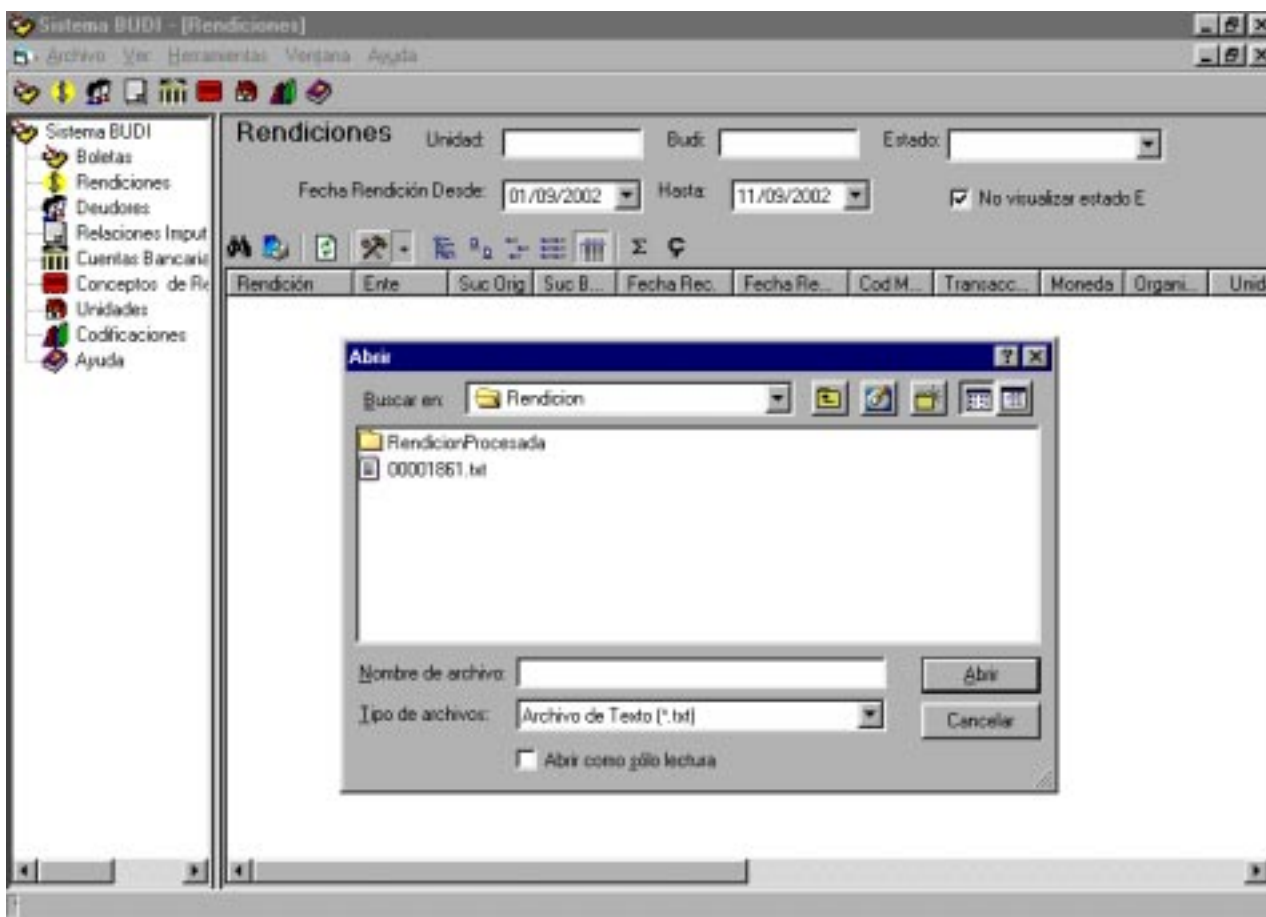 Sistema BUDI - [Rendiciones]
Archivo Ver Herramientas Ventana Ayuda
Sistema BUDI
Boletas
Rendiciones
Deudores
Relaciones Imput
Cuentas Bancaria
Conceptos de Re
Unidades
Codificaciones
Ayuda
Rendiciones Unidad: Budi: Estado:
Fecha Rendición Desde: 01/09/2002 Hasta: 11/09/2002 No visualizar estado E
Σ Ç
Rendición Ente Suc Orig Suc B... Fecha Rec. Fecha Re... Cod M... Transacc... Moneda Organi... Unid
Abrir
Buscar en: Rendicion
RendicionProcesada
00001861.txt
Nombre de archivo: Abrir
Tipo de archivos: Archivo de Texto (*.txt) Cancelar
Abrir como sólo lectura